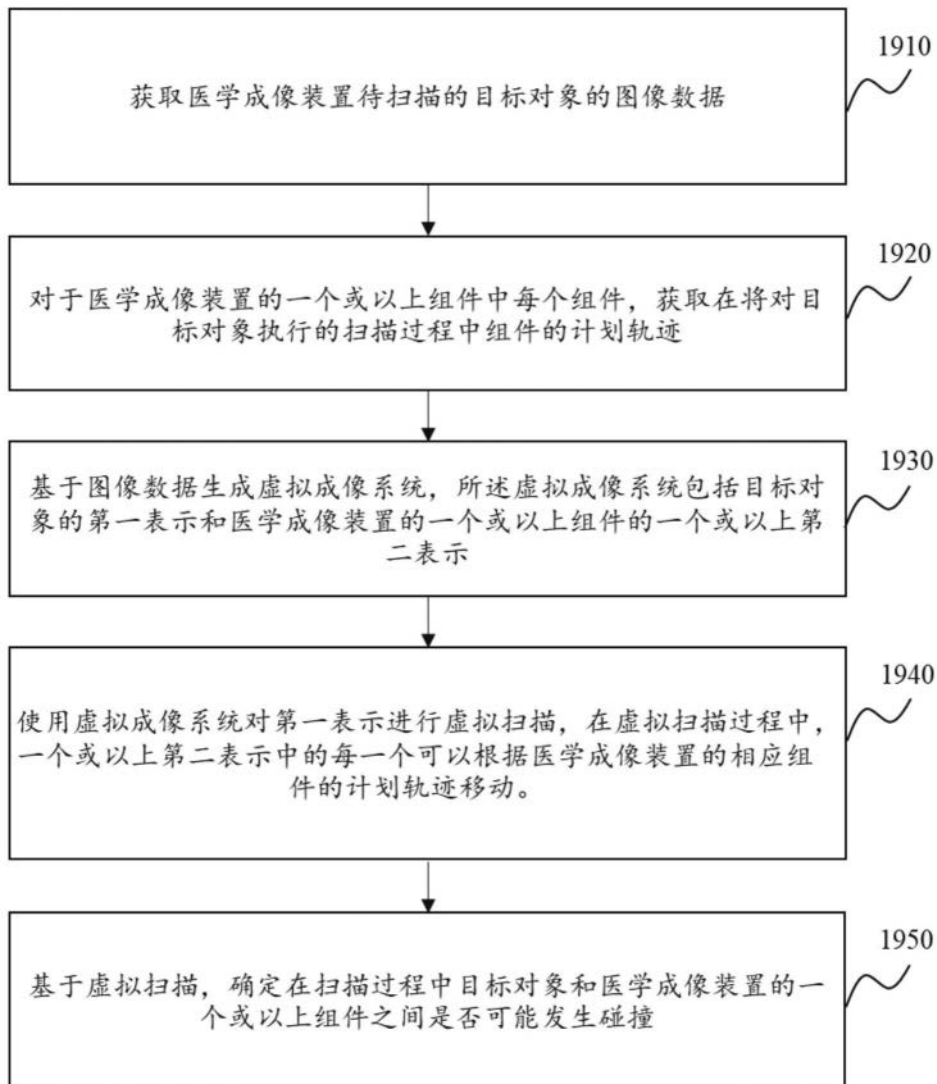 1910
获取医学成像装置待扫描的目标对象的图像数据
1920
对于医学成像装置的一个或以上组件中每个组件，获取在将对目
标对象执行的扫描过程中组件的计划轨迹
1930
基于图像数据生成虚拟成像系统，所述虚拟成像系统包括目标对
象的第一表示和医学成像装置的一个或以上组件的一个或以上第
二表示
1940
使用虚拟成像系统对第一表示进行虚拟扫描，在虚拟扫描过程中，
一个或以上第二表示中的每一个可以根据医学成像装置的相应组
件的计划轨迹移动。
1950
基于虚拟扫描，确定在扫描过程中目标对象和医学成像装置的一
个或以上组件之间是否可能发生碰撞